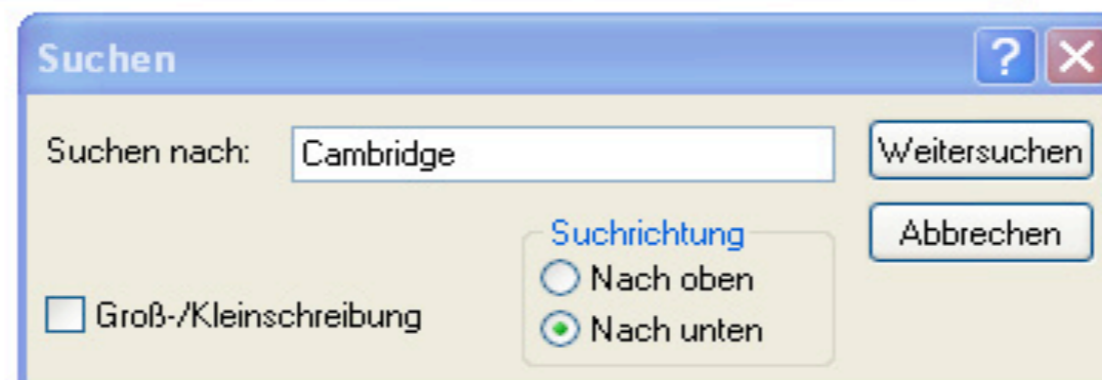 Suchen
Suchen nach: Cambridge Weitersuchen
Suchrichtung Abbrechen
Nach oben
Groß-/Kleinschreibung
Nach unten